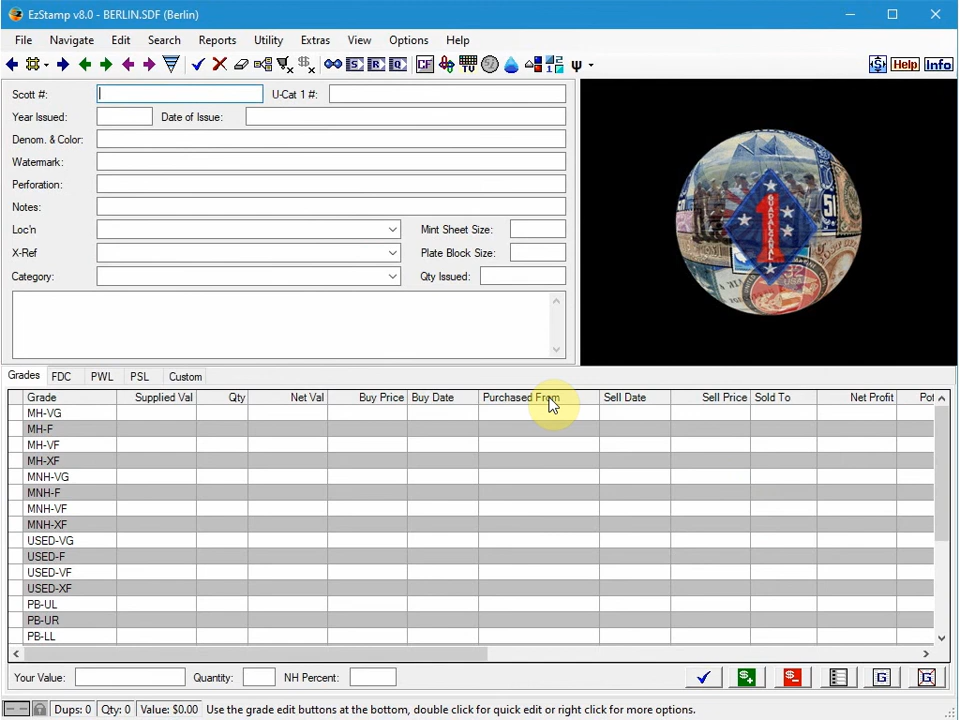 EzStamp v8.0 - BERLIN.SDF (Berlin)
File Navigate Edit Search Reports Utility Extras View Options Help
S R Q CF Help Info
Scott #: U-Cat 1 #:
Year Issued: Date of Issue:
Denom. & Color:
Watermark:
Perforation:
Notes:
Loc'n Mint Sheet Size:
X-Ref Plate Block Size:
Category: Qty Issued:
GUADALCANAL
1
32
USA
Grades FDC PWL PSL Custom
Grade Supplied Val Qty Net Val Buy Price Buy Date Purchased From Sell Date Sell Price Sold To Net Profit Pot
MH-VG
MH-F
MH-VF
MH-XF
MNH-VG
MNH-F
MNH-VF
MNH-XF
USED-VG
USED-F
USED-VF
USED-XF
PB-UL
PB-UR
PB-LL
Your Value: Quantity: NH Percent:
Dups: 0 Qty: 0 Value: $0.00 Use the grade edit buttons at the bottom, double click for quick edit or right click for more options.